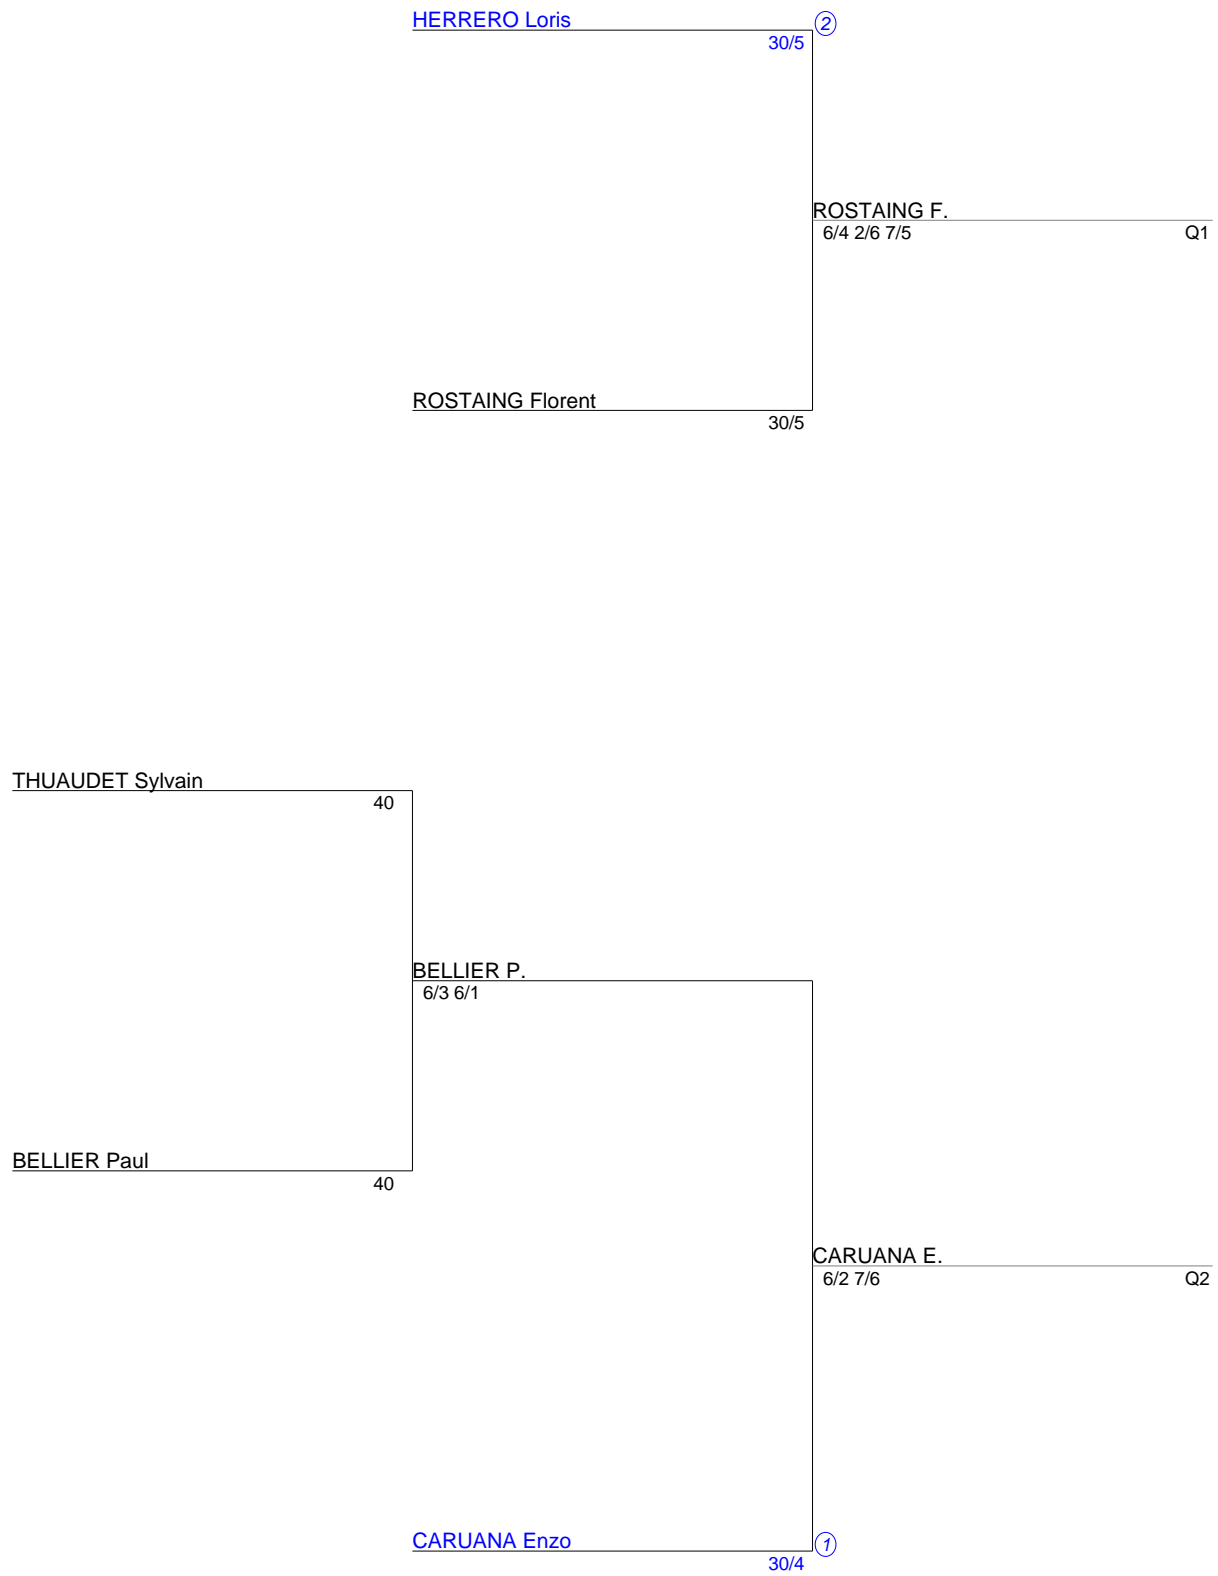 HERRERO Loris
2
30/5
ROSTAING F.
6/4 2/6 7/5
Q1
ROSTAING Florent
30/5
THUAUDET Sylvain
40
BELLIER P.
6/3 6/1
BELLIER Paul
40
CARUANA E.
6/2 7/6
Q2
CARUANA Enzo
1
30/4